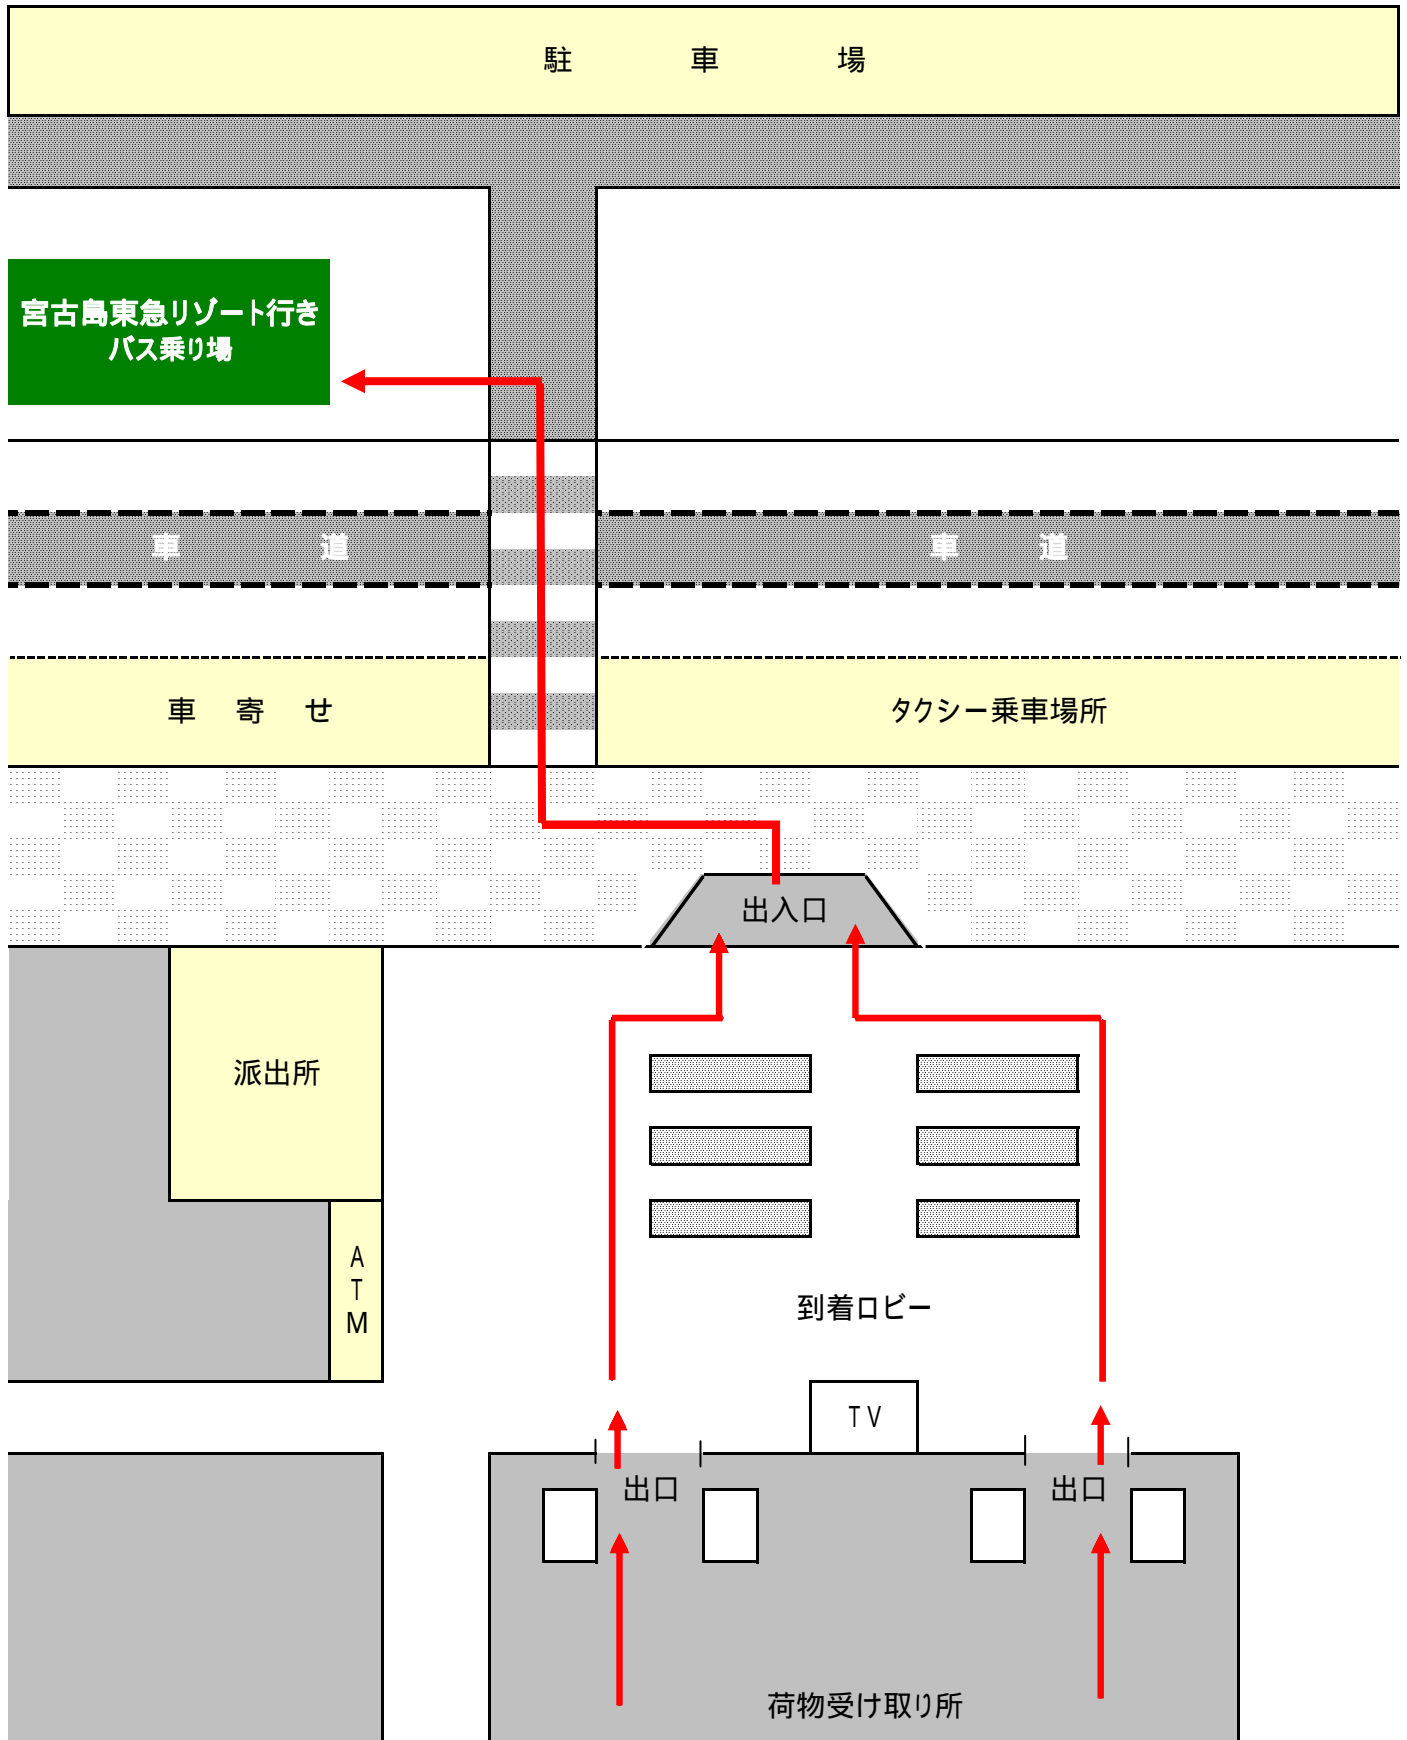 駐車場
宮古島東急リゾート行き
バス乗り場
車道
車道
車寄せ
タクシー乗車場所
出入口
派出所
ATM
到着ロビー
TV
出口
出口
荷物受け取り所